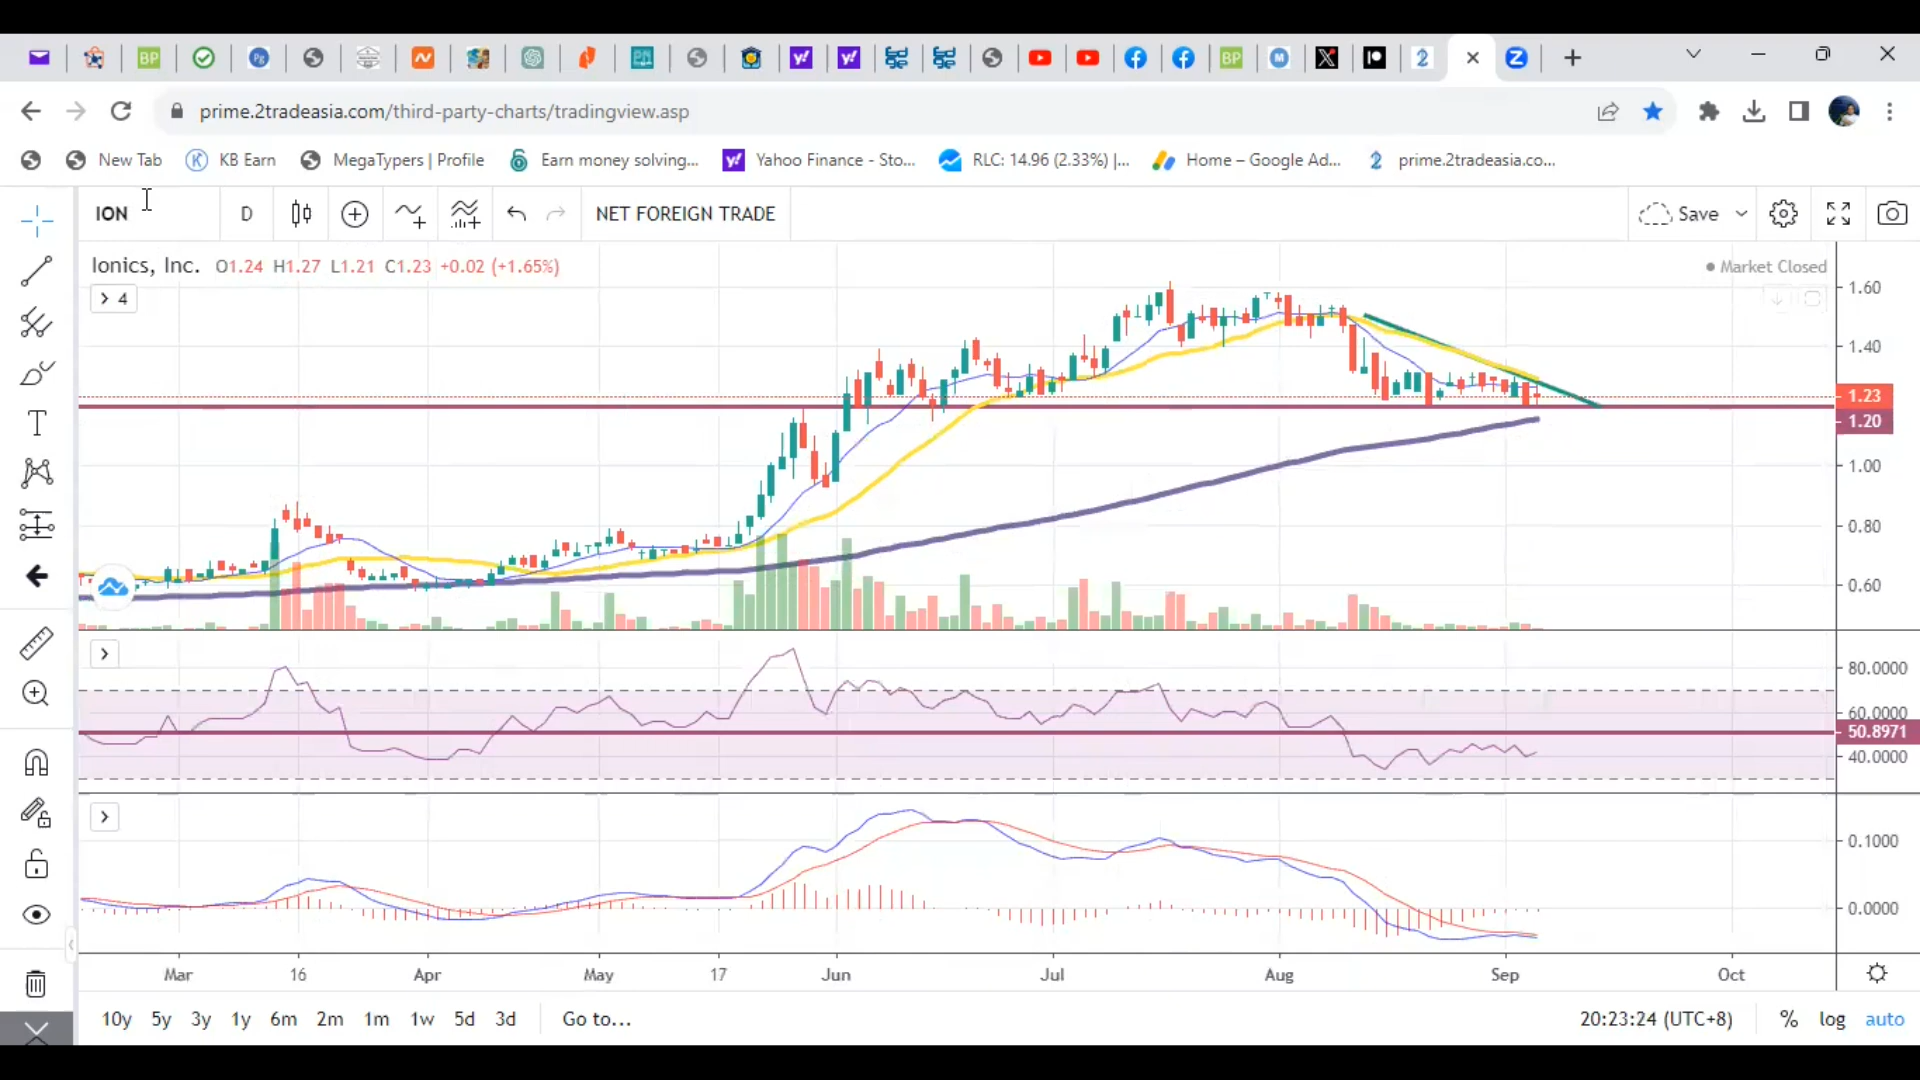 prime.2tradeasia.com/third-party-charts/tradingview.asp
New Tab KB Earn MegaTypers | Profile Earn money solving... Yahoo Finance - Sto... RLC: 14.96 (2.33%) |... Home – Google Ad... prime.2tradeasia.co...
ION D NET FOREIGN TRADE Save
Ionics, Inc. O1.24 H1.27 L1.21 C1.23 +0.02 (+1.65%) Market Closed
4
1.60
1.40
1.23
1.20
1.00
0.80
0.60
80.0000
60.0000
50.8971
40.0000
0.1000
0.0000
Mar 16 Apr May 17 Jun Jul Aug Sep Oct
10y 5y 3y 1y 6m 2m 1m 1w 5d 3d Go to... 20:23:24 (UTC+8) % log auto